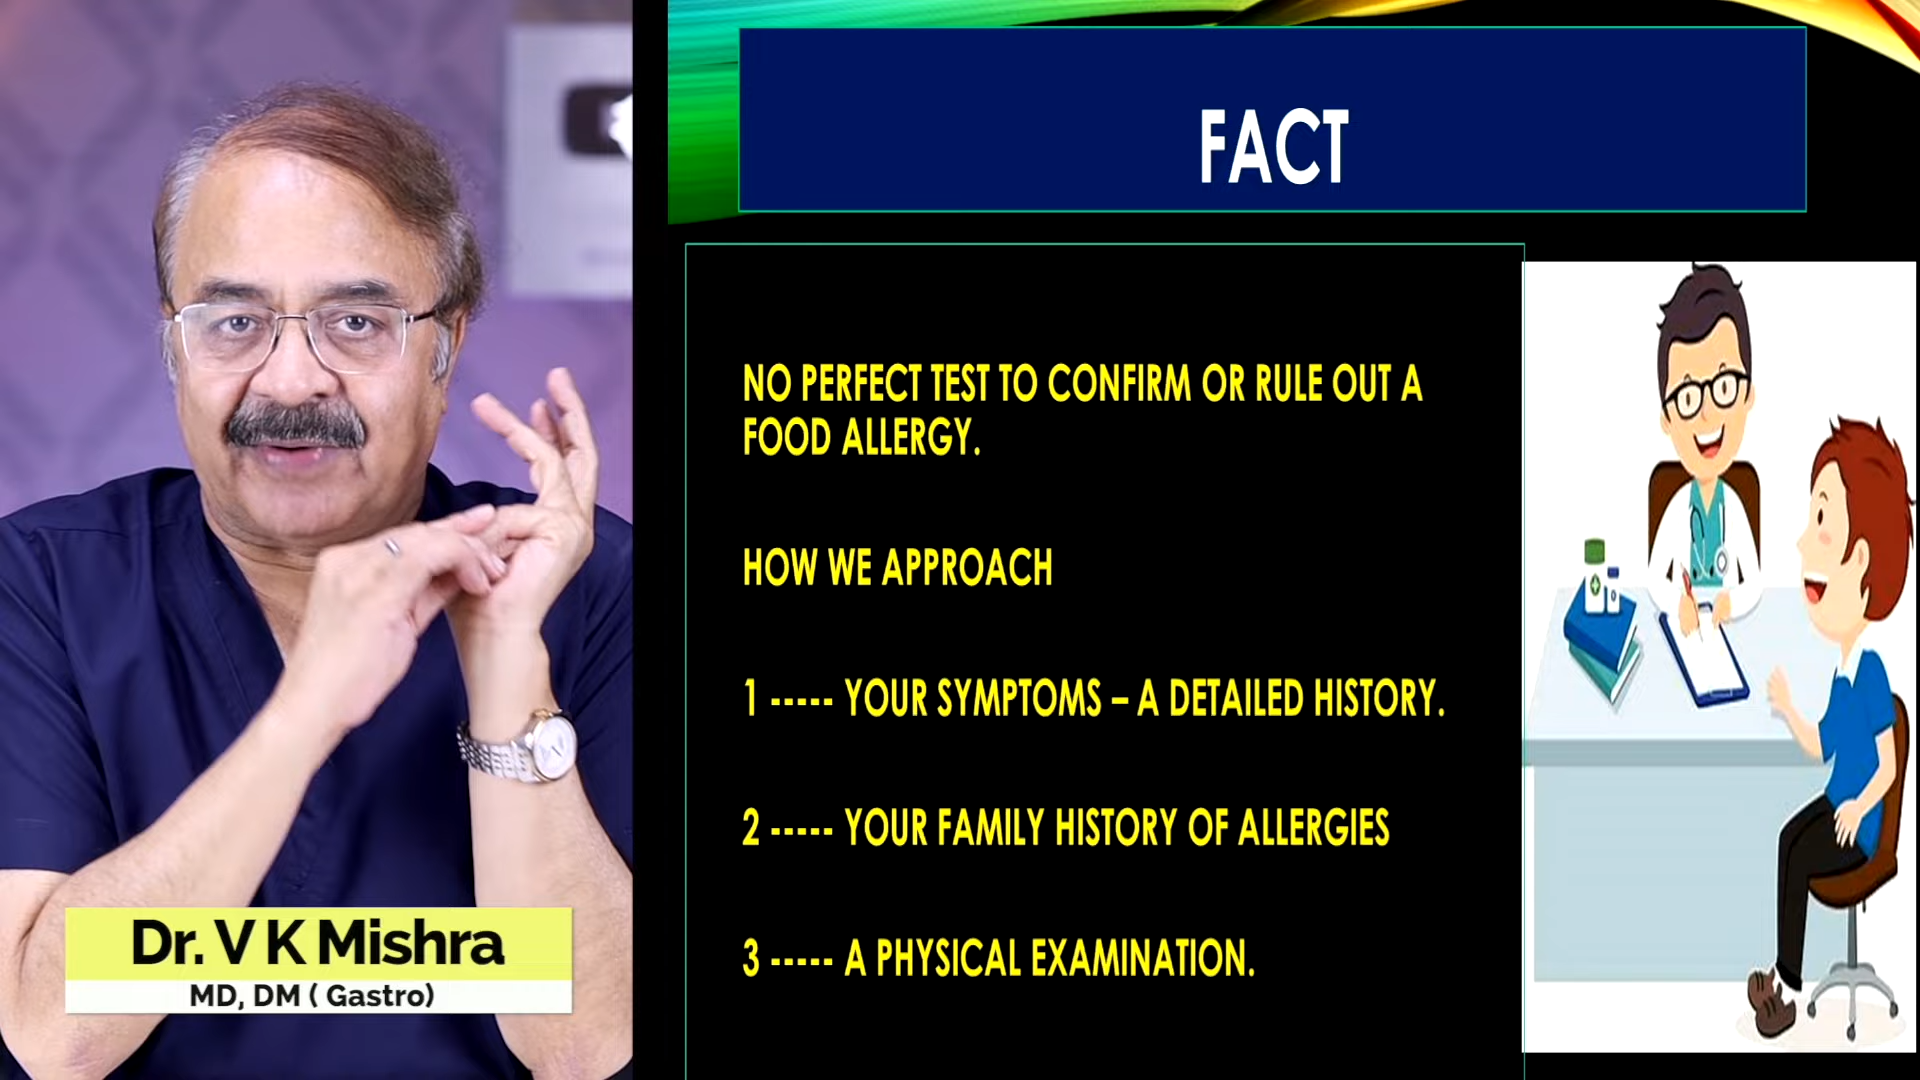 FACT
NO PERFECT TEST TO CONFIRM OR RULE OUT A
FOOD ALLERGY.
HOW WE APPROACH
1 ----- YOUR SYMPTOMS – A DETAILED HISTORY.
2 ----- YOUR FAMILY HISTORY OF ALLERGIES
3 ----- A PHYSICAL EXAMINATION.
Dr. V K Mishra
MD, DM ( Gastro)